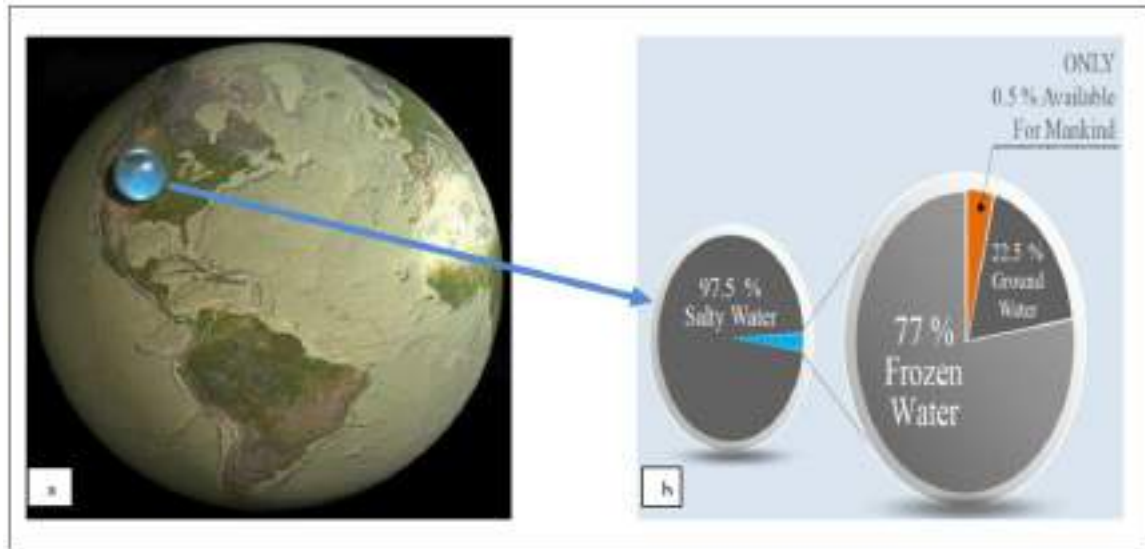 a
ONLY
0.5 % Available
For Mankind
97.5 %
Salty Water
22.5 %
Ground
Water
77 %
Frozen
Water
b